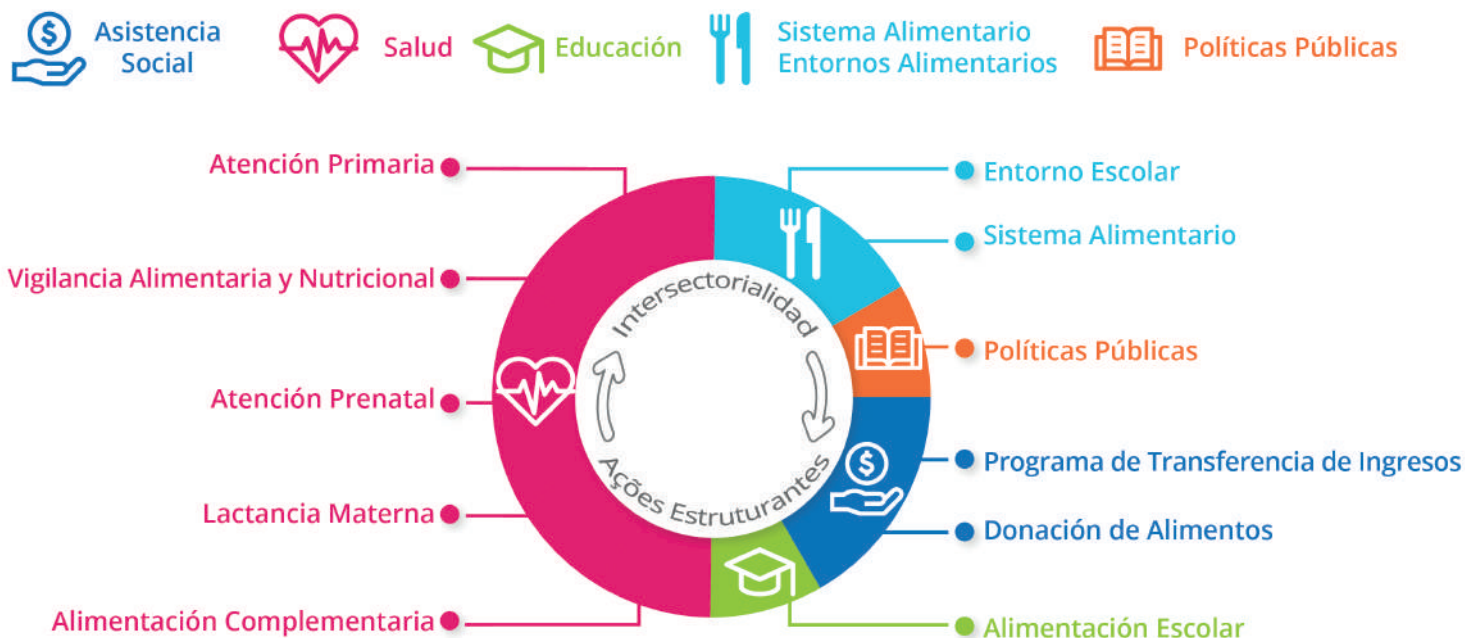 Asistencia
Social
Salud
Educación
Sistema Alimentario
Entornos Alimentarios
Políticas Públicas
Atención Primaria
Vigilancia Alimentaria y Nutricional
Atención Prenatal
Lactancia Materna
Alimentación Complementaria
Intersectorialidad
Ações Estruturantes
Entorno Escolar
Sistema Alimentario
Políticas Públicas
Programa de Transferencia de Ingresos
Donación de Alimentos
Alimentación Escolar